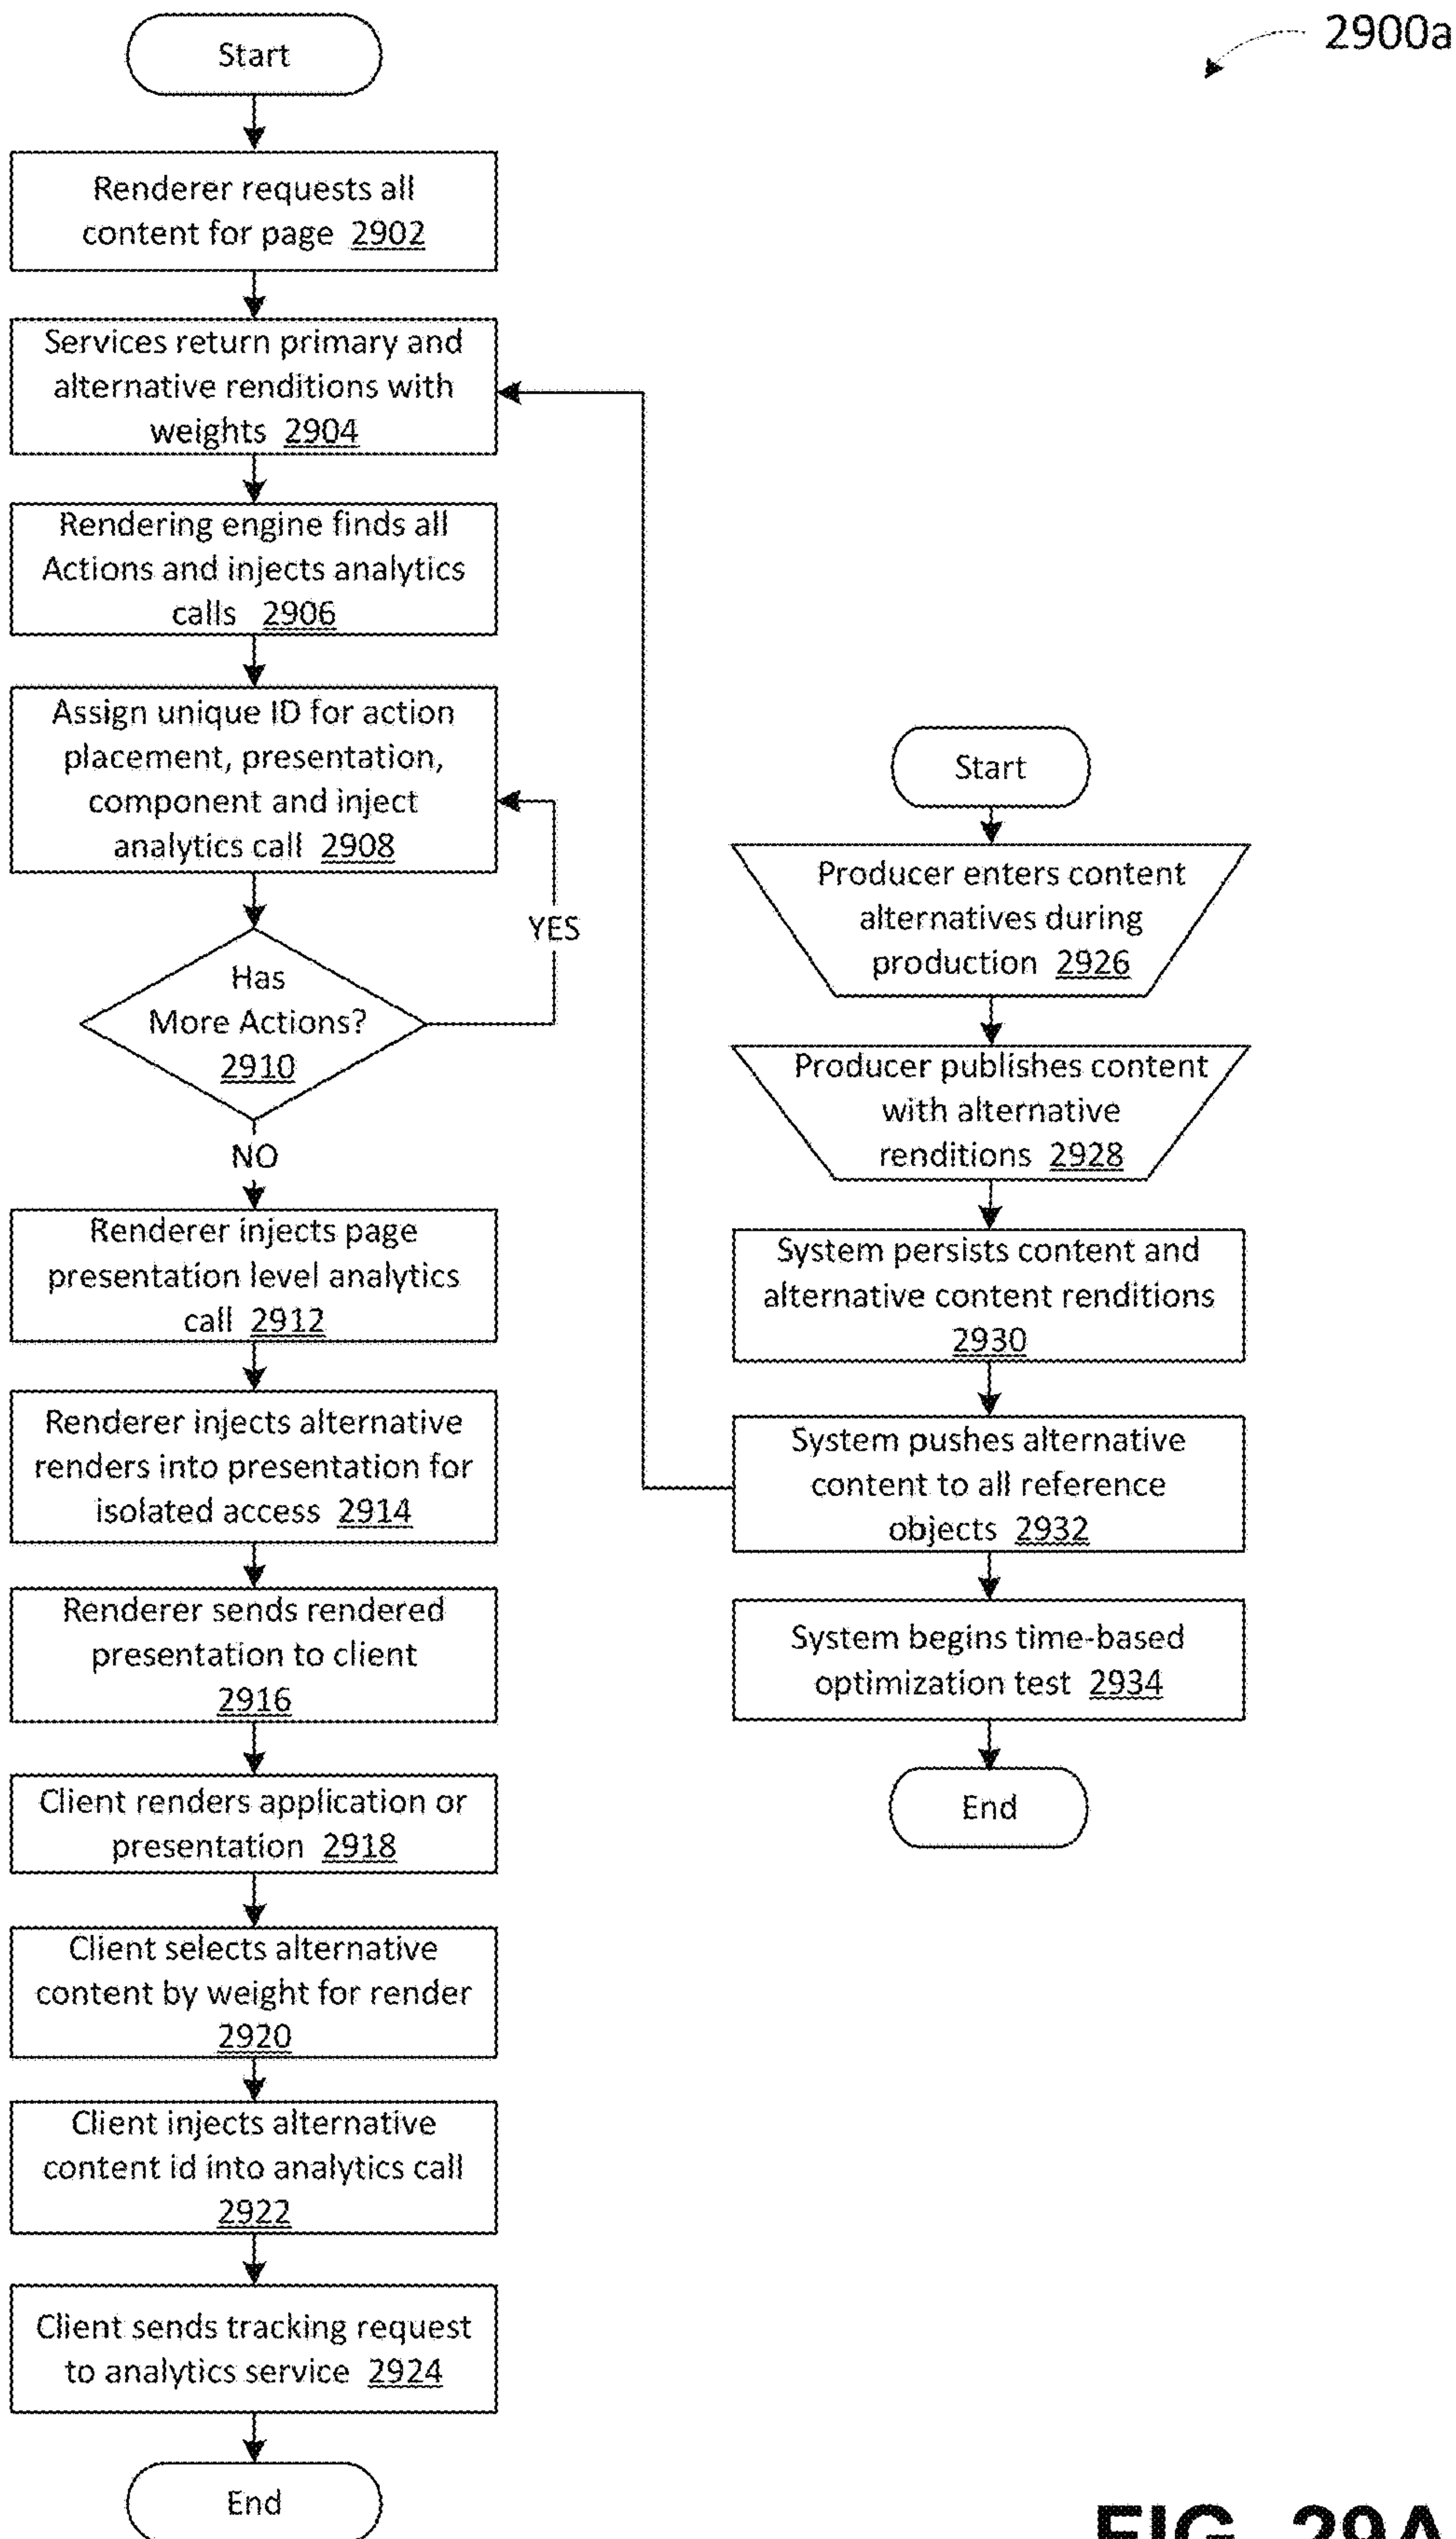 2900a
Start
Renderer requests all
content for page 2902
Services return primary and
alternative renditions with
weights 2904
Rendering engine finds all
Actions and injects analytics
calls 2906
Assign unique ID for action
placement, presentation,
component and inject
analytics call 2908
YES
Has
More Actions?
2910
NO
Renderer injects page
presentation level analytics
call 2912
Renderer injects alternative
renders into presentation for
isolated access 2914
Renderer sends rendered
presentation to client
2916
Client renders application or
presentation 2918
Client selects alternative
content by weight for render
2920
Client injects alternative
content id into analytics call
2922
Client sends tracking request
to analytics service 2924
End
Start
Producer enters content
alternatives during
production 2926
Producer publishes content
with alternative
renditions 2928
System persists content and
alternative content renditions
2930
System pushes alternative
content to all reference
objects 2932
System begins time-based
optimization test 2934
End
FIG. 29A